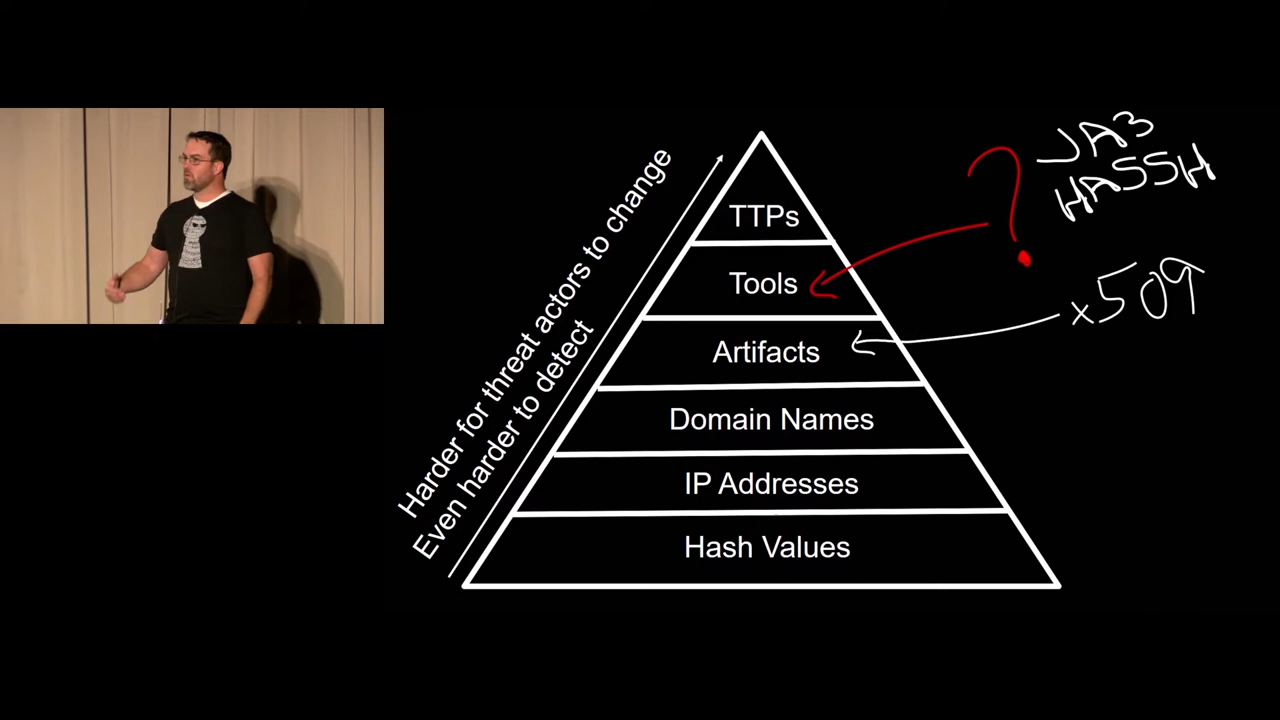 Harder for threat actors to change
Even harder to detect
TTPs
Tools
Artifacts
Domain Names
IP Addresses
Hash Values
?
JA3
HASSH
x509